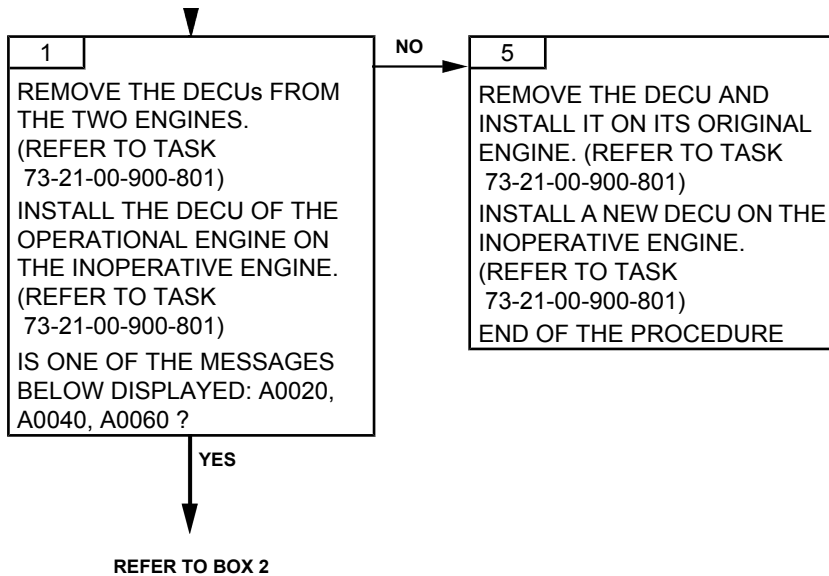 1
REMOVE THE DECUs FROM
THE TWO ENGINES.
(REFER TO TASK
73-21-00-900-801)
INSTALL THE DECU OF THE
OPERATIONAL ENGINE ON
THE INOPERATIVE ENGINE.
(REFER TO TASK
73-21-00-900-801)
IS ONE OF THE MESSAGES
BELOW DISPLAYED: A0020,
A0040, A0060 ?
NO
5
REMOVE THE DECU AND
INSTALL IT ON ITS ORIGINAL
ENGINE. (REFER TO TASK
73-21-00-900-801)
INSTALL A NEW DECU ON THE
INOPERATIVE ENGINE.
(REFER TO TASK
73-21-00-900-801)
END OF THE PROCEDURE
YES
REFER TO BOX 2